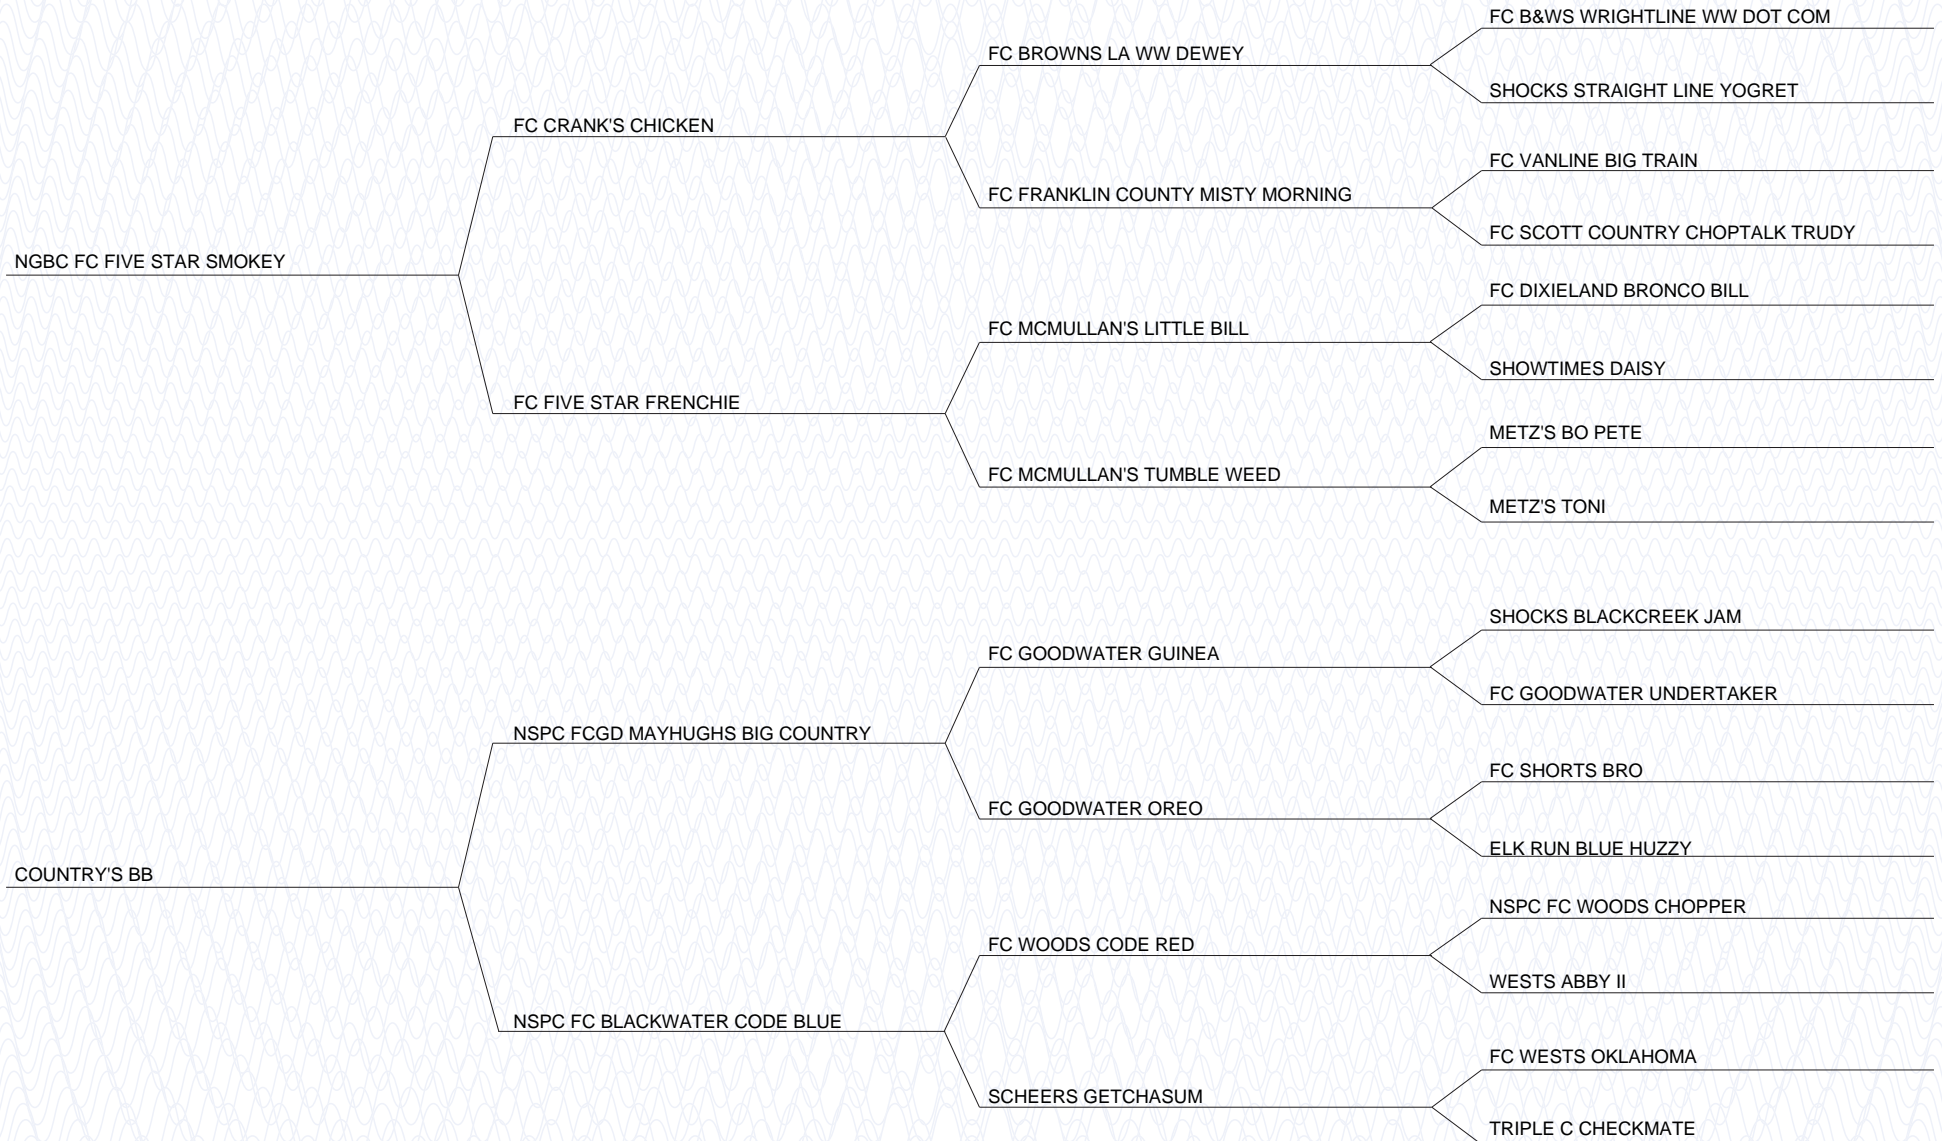 FC B&WS WRIGHTLINE WW DOT COM
FC BROWNS LA WW DEWEY
SHOCKS STRAIGHT LINE YOGRET
FC CRANK'S CHICKEN
FC VANLINE BIG TRAIN
FC FRANKLIN COUNTY MISTY MORNING
FC SCOTT COUNTRY CHOPTALK TRUDY
NGBC FC FIVE STAR SMOKEY
FC DIXIELAND BRONCO BILL
FC MCMULLAN'S LITTLE BILL
SHOWTIMES DAISY
FC FIVE STAR FRENCHIE
METZ'S BO PETE
FC MCMULLAN'S TUMBLE WEED
METZ'S TONI
SHOCKS BLACKCREEK JAM
FC GOODWATER GUINEA
FC GOODWATER UNDERTAKER
NSPC FCGD MAYHUGHS BIG COUNTRY
FC SHORTS BRO
FC GOODWATER OREO
ELK RUN BLUE HUZZY
COUNTRY'S BB
NSPC FC WOODS CHOPPER
FC WOODS CODE RED
WESTS ABBY II
NSPC FC BLACKWATER CODE BLUE
FC WESTS OKLAHOMA
SCHEERS GETCHASUM
TRIPLE C CHECKMATE